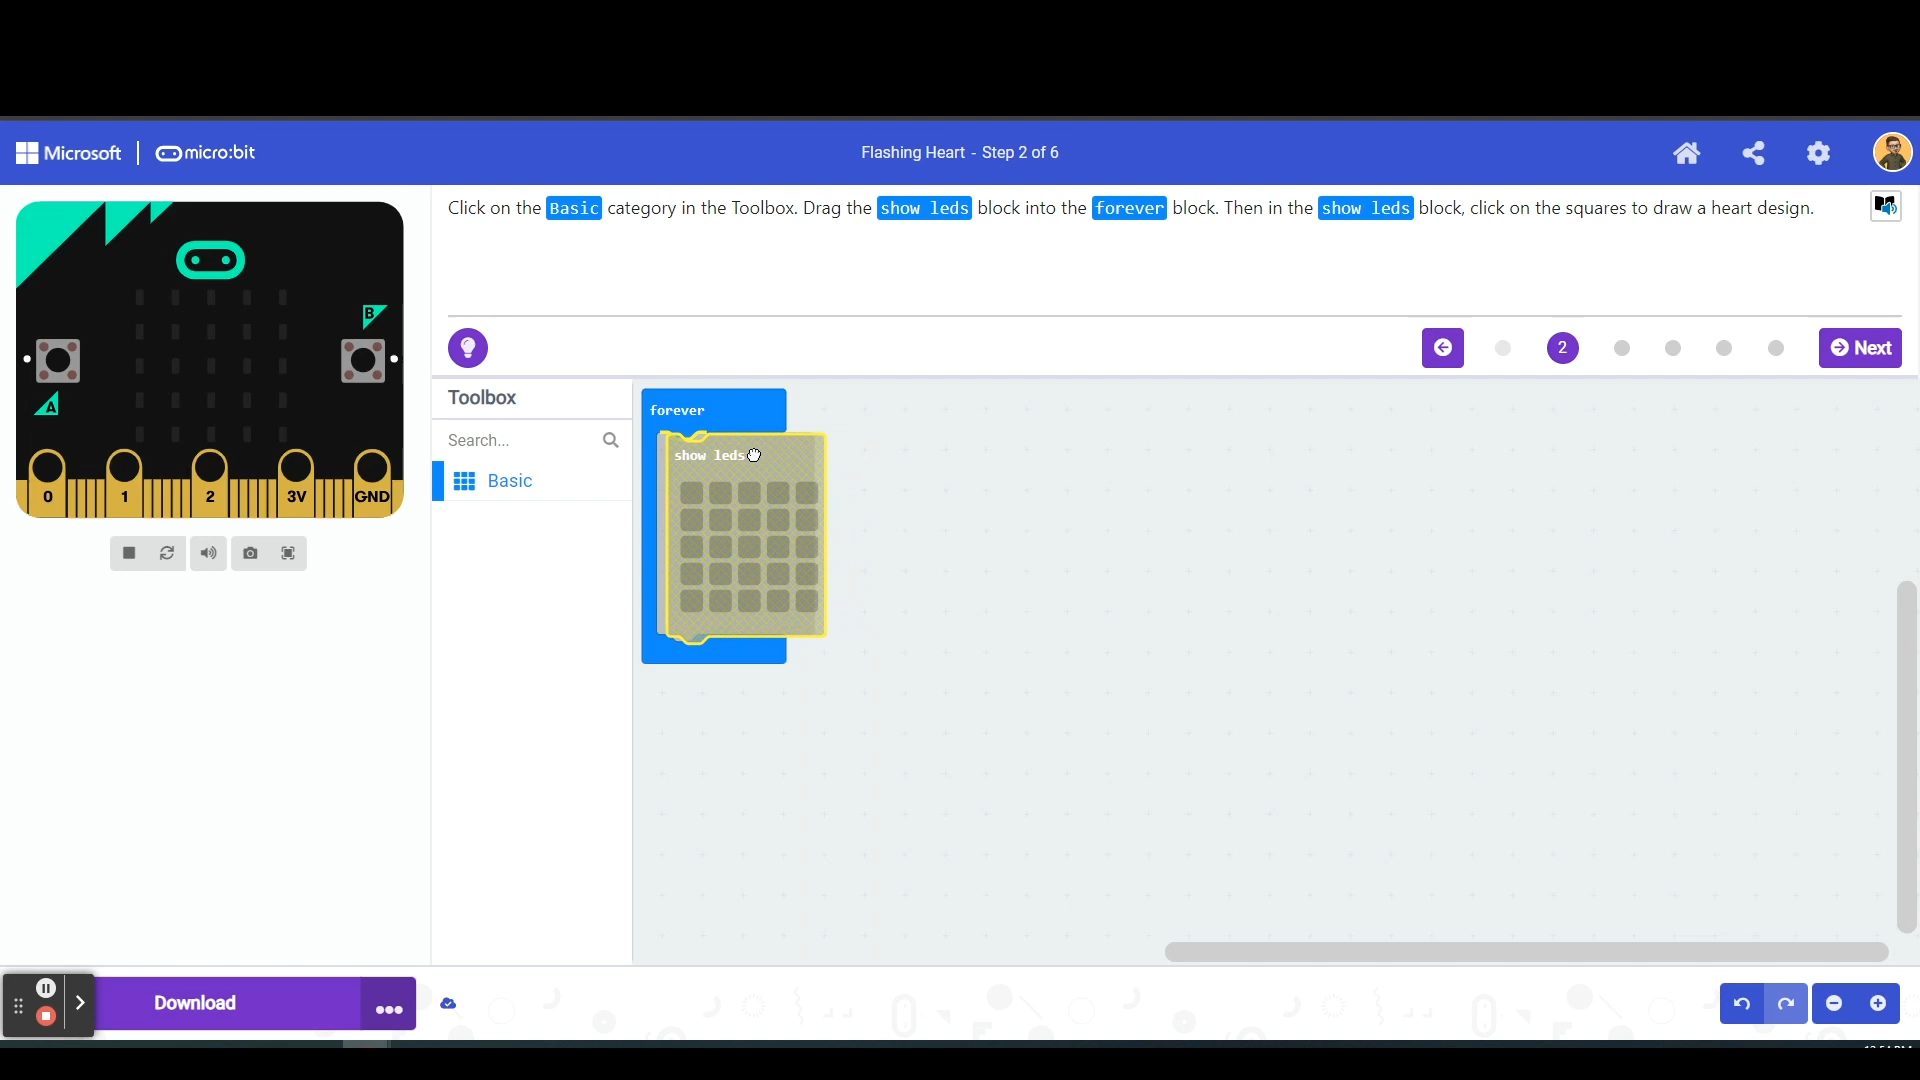 Microsoft
micro:bit
Flashing Heart - Step 2 of 6
Click on the Basic category in the Toolbox. Drag the show leds block into the forever block. Then in the show leds block, click on the squares to draw a heart design.
B
A
0 1 2 3V GND
2
Next
Toolbox
Search...
Basic
forever
show leds
Download